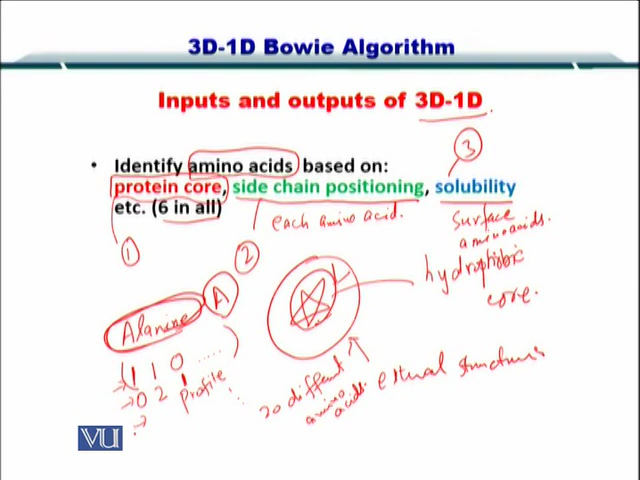 3D-1D Bowie Algorithm
Inputs and outputs of 3D-1D
• Identify amino acids based on:
protein core, side chain positioning, solubility
etc. (6 in all)
3
each amino acid.
Surface
amino acids.
1
2
hydrophobic
core.
Alanine
A
(1 1 0 ..... )
0 2 1
Profile
20 different
amino
acids.
structures
VU